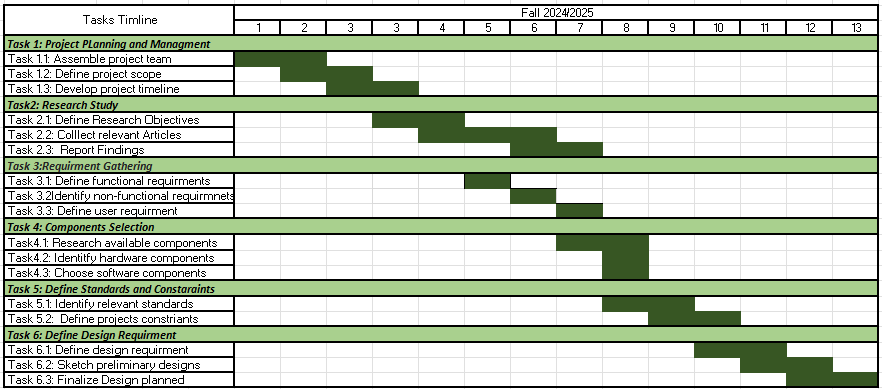 Tasks Timline
Fall 2024/2025
1 2 3 3 4 5 6 7 8 9 10 11 12 13
Task 1: Project PLanning and Managment
Task 1.1: Assemble project team
Task 1.2: Define project scope
Task 1.3: Develop project timeline
Task2: Research Study
Task 2.1: Define Research Objectives
Task 2.2: Colllect relevant Articles
Task 2.3:  Report Findings
Task 3:Requirment Gathering
Task 3.1: Define functional requirments
Task 3.2Identify non-functional requirmnets
Task 3.3: Define user requirment
Task 4: Components Selection
Task4.1: Research available components
Task4.2: Identitfy hardware components
Task4.3: Choose software components
Task 5: Define Standards and Constaraints
Task 5.1: Identify relevant standards
Task 5.2:  Define projects constriants
Task 6: Define Design Requirment
Task 6.1: Define design requirment
Task 6.2: Sketch preliminary designs
Task 6.3: Finalize Design planned